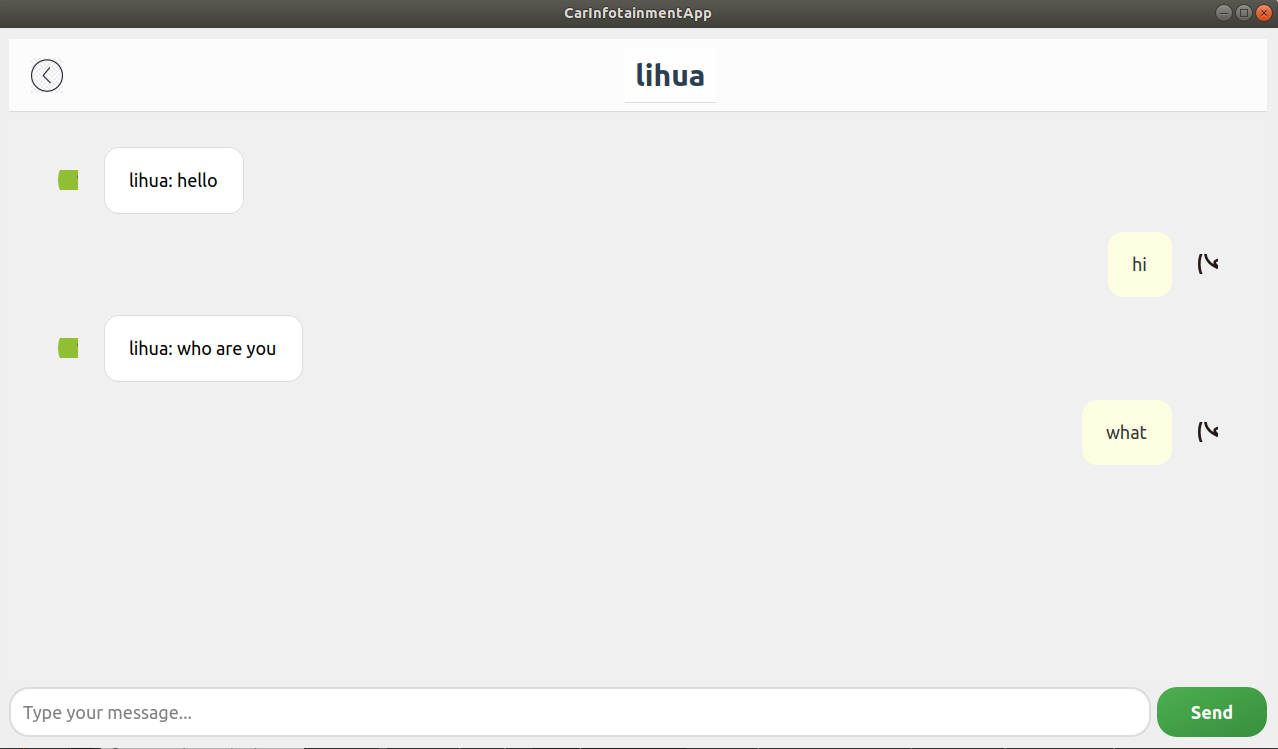 CarInfotainmentApp
lihua
lihua: hello
hi
lihua: who are you
what
Type your message...
Send